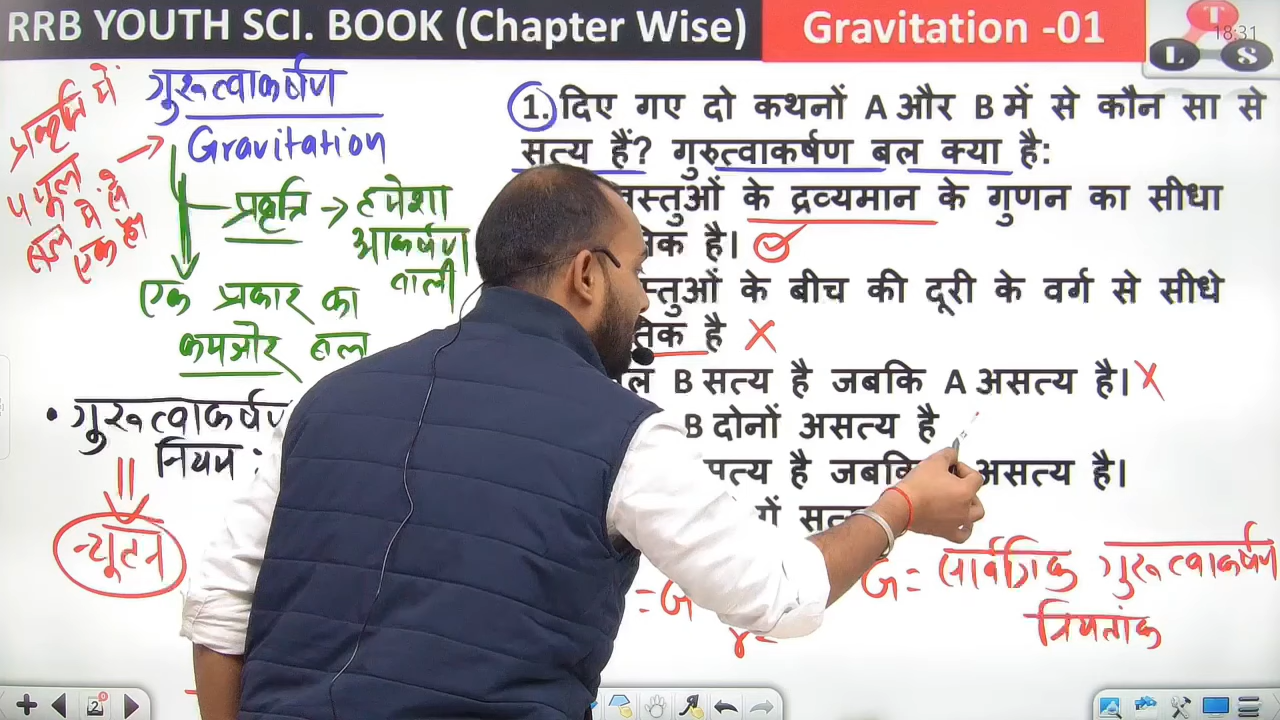 RRB YOUTH SCI. BOOK (Chapter Wise)
Gravitation -01
T
L S
18:31
प्रकृति में
4 मूल
बल में से
एक है।
गुरूत्वाकर्षण
Gravitation
प्रकृति → हमेशा
आकर्षण
वाली
एक प्रकार का
कमजोर बल
• गुरूत्वाकर्षण
नियम :
न्यूटन
1. दिए गए दो कथनों A और B में से कौन सा से
सत्य हैं? गुरुत्वाकर्षण बल क्या है:
वस्तुओं के द्रव्यमान के गुणन का सीधा
है।
के बीच की दूरी के वर्ग से सीधे
है
B सत्य है जबकि A असत्य है।
B दोनों असत्य है
सत्य है जबकि असत्य है।
= G
r²
G = सार्वत्रिक गुरूत्वाकर्षण
नियतांक
2